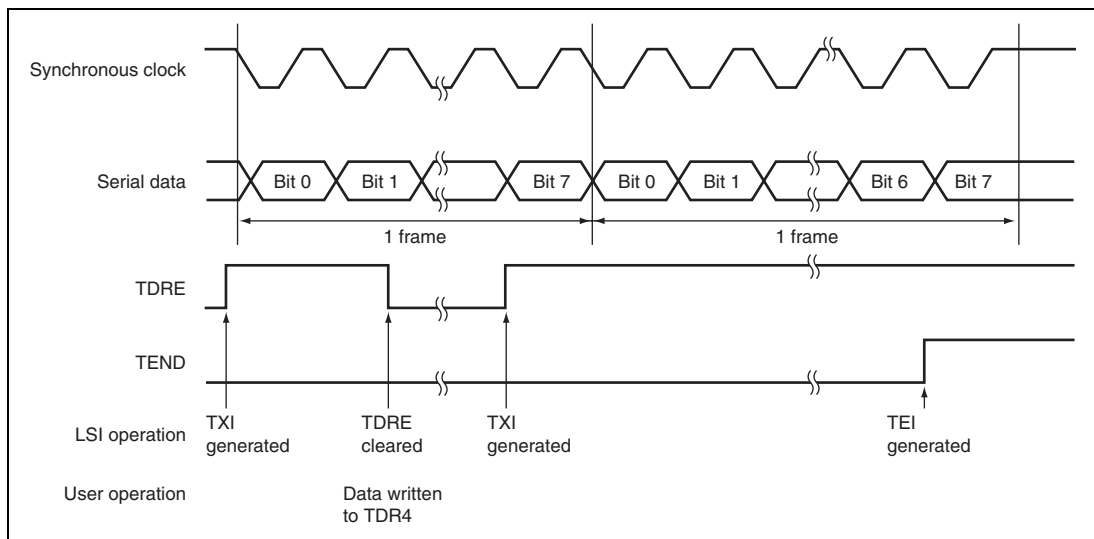 Synchronous clock
Serial data
Bit 0
Bit 1
Bit 7
Bit 0
Bit 1
Bit 6
Bit 7
1 frame
1 frame
TDRE
TEND
LSI operation
TXI
generated
TDRE
cleared
TXI
generated
TEI
generated
User operation
Data written
to TDR4